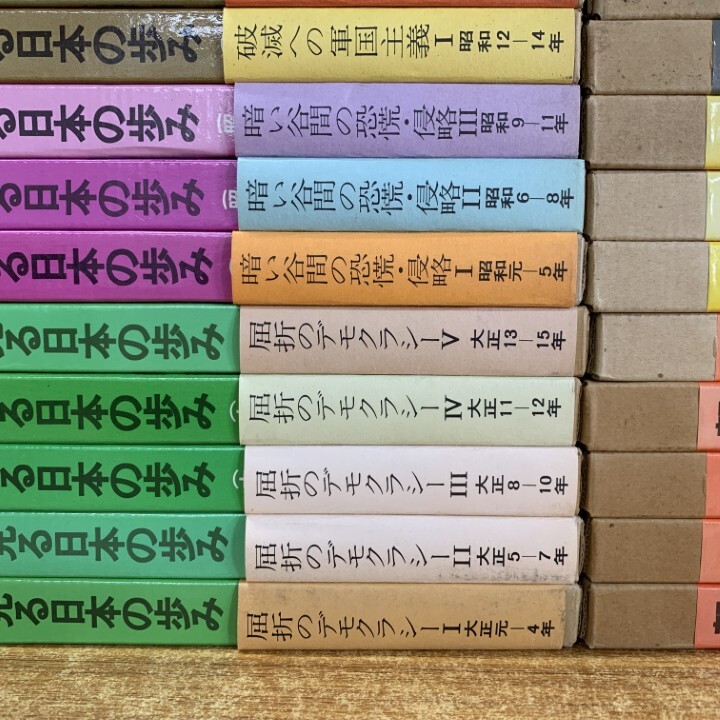 る日本の歩み 破滅への軍国主義 I 昭和12―14年
る日本の歩み 暗い谷間の恐慌・侵略 III 昭和9―11年
る日本の歩み 暗い谷間の恐慌・侵略 II 昭和6―8年
る日本の歩み 暗い谷間の恐慌・侵略 I 昭和元―5年
る日本の歩み 屈折のデモクラシー V 大正13―15年
る日本の歩み 屈折のデモクラシー IV 大正11―12年
る日本の歩み 屈折のデモクラシー III 大正8―10年
見る日本の歩み 屈折のデモクラシー II 大正5―7年
見る日本の歩み 屈折のデモクラシー I 大正元―4年